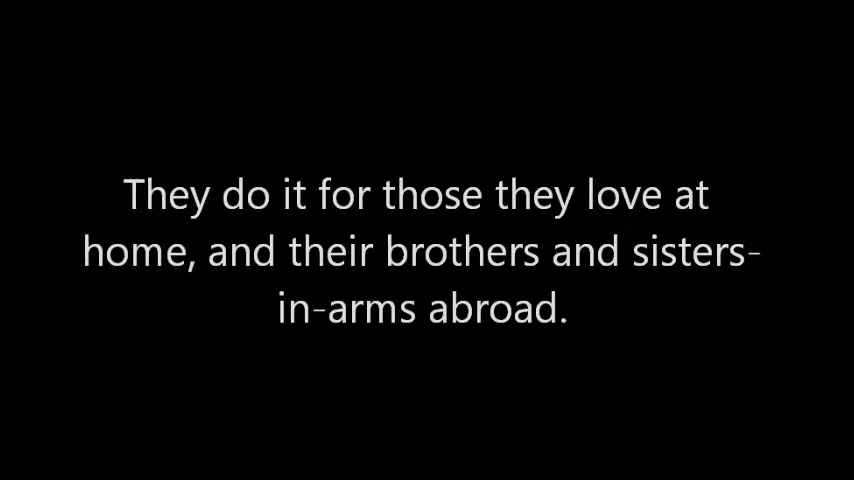 They do it for those they love at
home, and their brothers and sisters-
in-arms abroad.